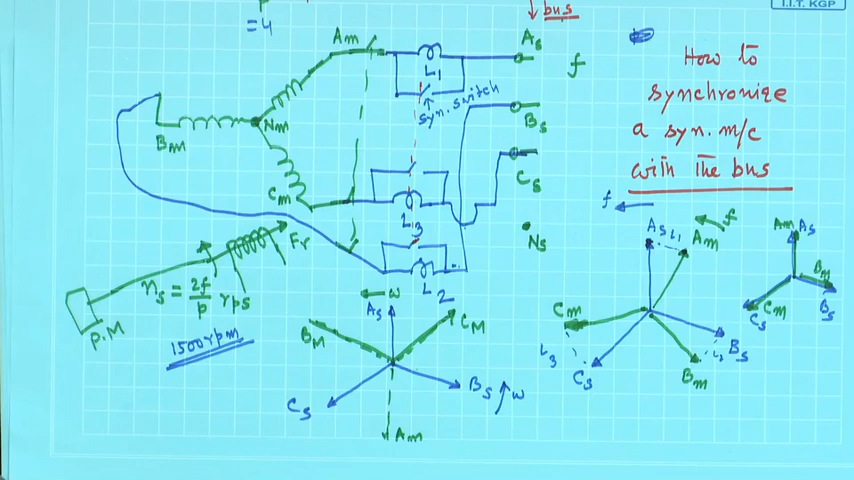 I.I.T. KGP
= 4
bus
How to
synchronize
a syn. m/c
with the bus
Am
L1
As
f
syn. switch
Bs
Bm
Nm
Cm
L3
Cs
Ns
L2
Fr
ns = 2f/p rps
P.M
1500 rpm
ω
As
CM
BM
Cs
Bs
ω
Am
f
As
L1
Am
f
Cm
L3
Cs
Bs
Bm
Am
As
Bm
Bs
Cm
Cs